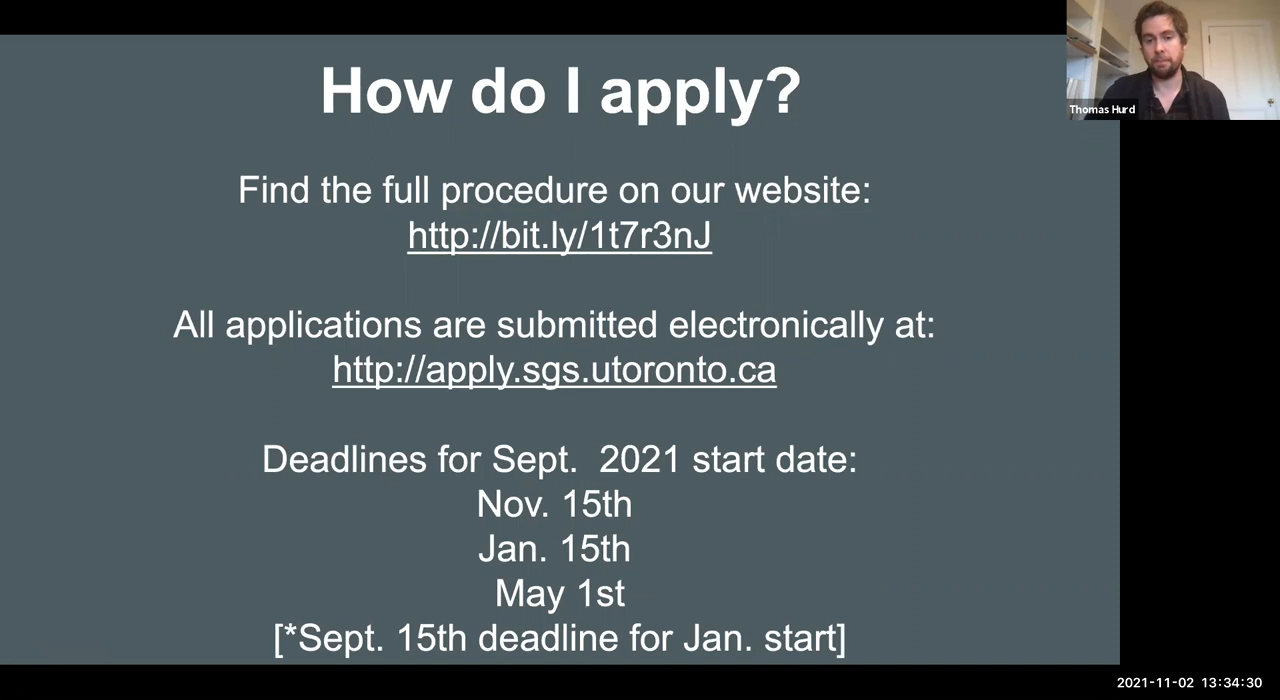 How do I apply?
Find the full procedure on our website:
http://bit.ly/1t7r3nJ
All applications are submitted electronically at:
http://apply.sgs.utoronto.ca
Deadlines for Sept.  2021 start date:
Nov. 15th
Jan. 15th
May 1st
[*Sept. 15th deadline for Jan. start]
Thomas Hurd
2021-11-02 13:34:30